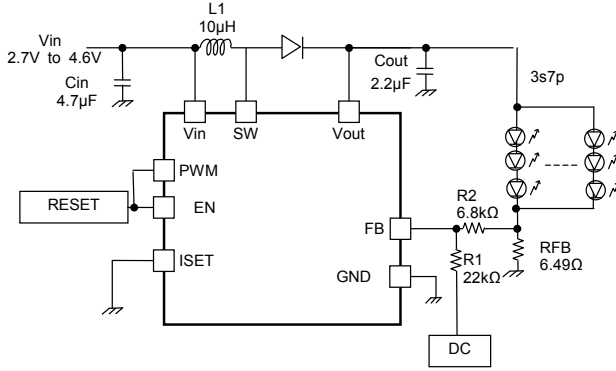 L1
10µH
Vin
2.7V to 4.6V
Cin
4.7µF
Cout
2.2µF
3s7p
Vin
SW
Vout
PWM
RESET
EN
FB
R2
6.8kΩ
ISET
GND
R1
22kΩ
RFB
6.49Ω
DC